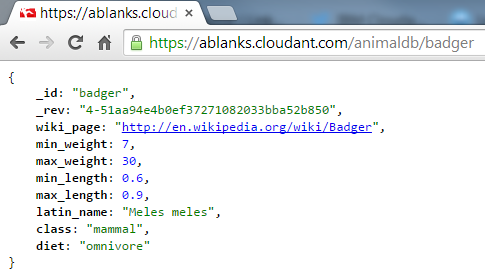 https://ablanks.cloudant.c
https://ablanks.cloudant.com/animaldb/badger
{
_id: "badger",
_rev: "4-51aa94e4b0ef37271082033bba52b850",
wiki_page: "http://en.wikipedia.org/wiki/Badger",
min_weight: 7,
max_weight: 30,
min_length: 0.6,
max_length: 0.9,
latin_name: "Meles meles",
class: "mammal",
diet: "omnivore"
}